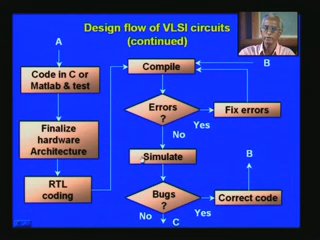 Design flow of VLSI circuits
(continued)
A
Code in C or
Matlab & test
Finalize
hardware
Architecture
RTL
coding
Compile
B
Errors
?
Yes
Fix errors
No
Simulate
B
Bugs
?
Yes
Correct code
No
C